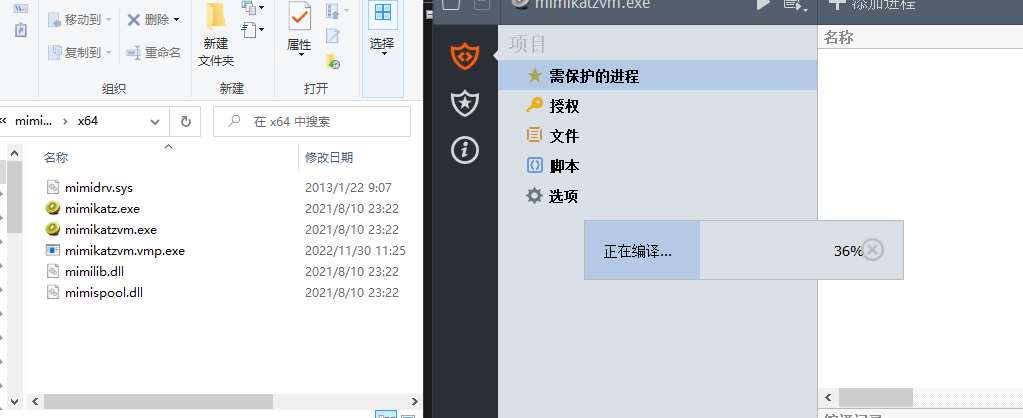 移动到
删除
复制到
重命名
新建
文件夹
属性
选择
组织
新建
打开
mimi...
x64
在 x64 中搜索
名称
修改日期
mimidrv.sys
2013/1/22 9:07
mimikatz.exe
2021/8/10 23:22
mimikatzvm.exe
2021/8/10 23:22
mimikatzvm.vmp.exe
2022/11/30 11:25
mimilib.dll
2021/8/10 23:22
mimispool.dll
2021/8/10 23:22
mimikatzvm.exe
添加进程
项目
名称
需保护的进程
授权
文件
脚本
选项
正在编译...
36%
编译记录